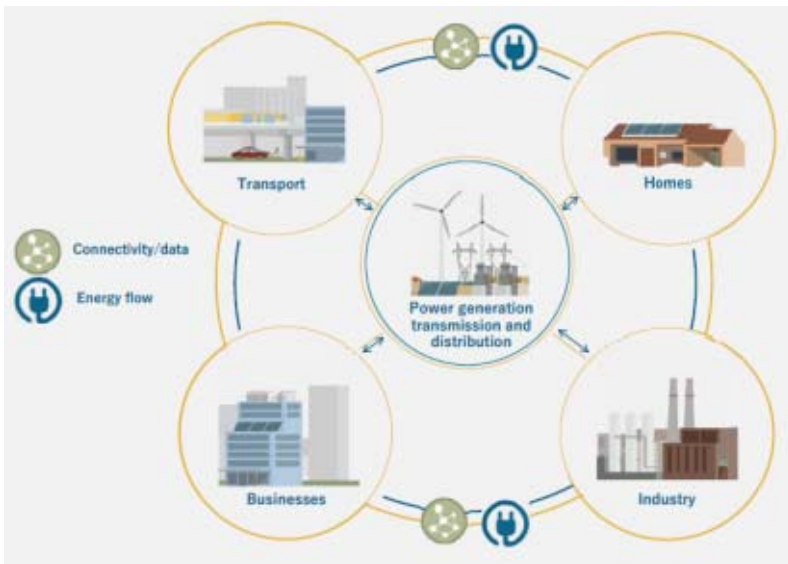 Transport
Homes
Connectivity/data
Energy flow
Power generation
transmission and
distribution
Businesses
Industry